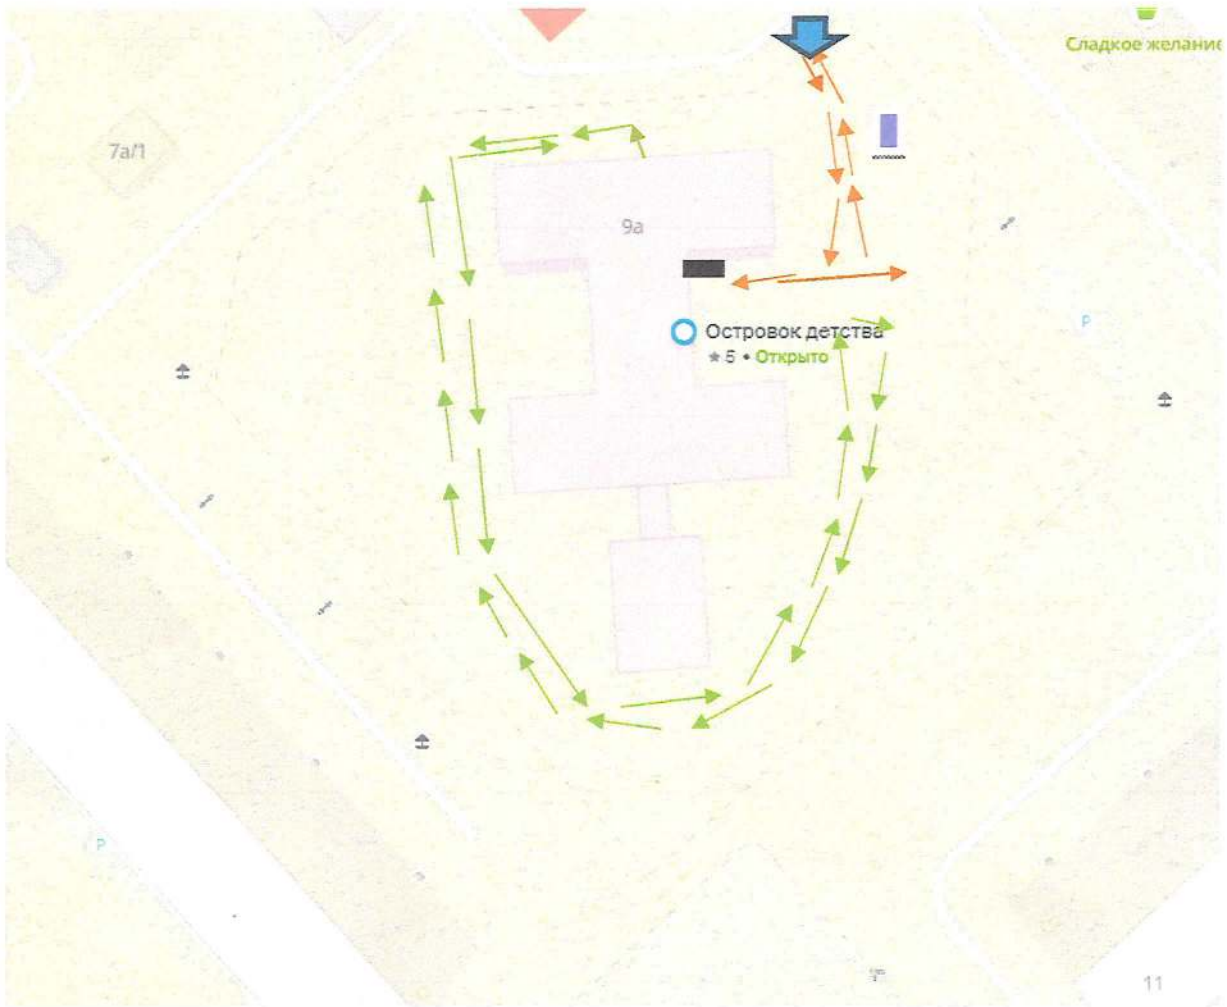 Сладкое желание
7а/1
9а
Р
Островок детства
★ 5 • Открыто
Р
11